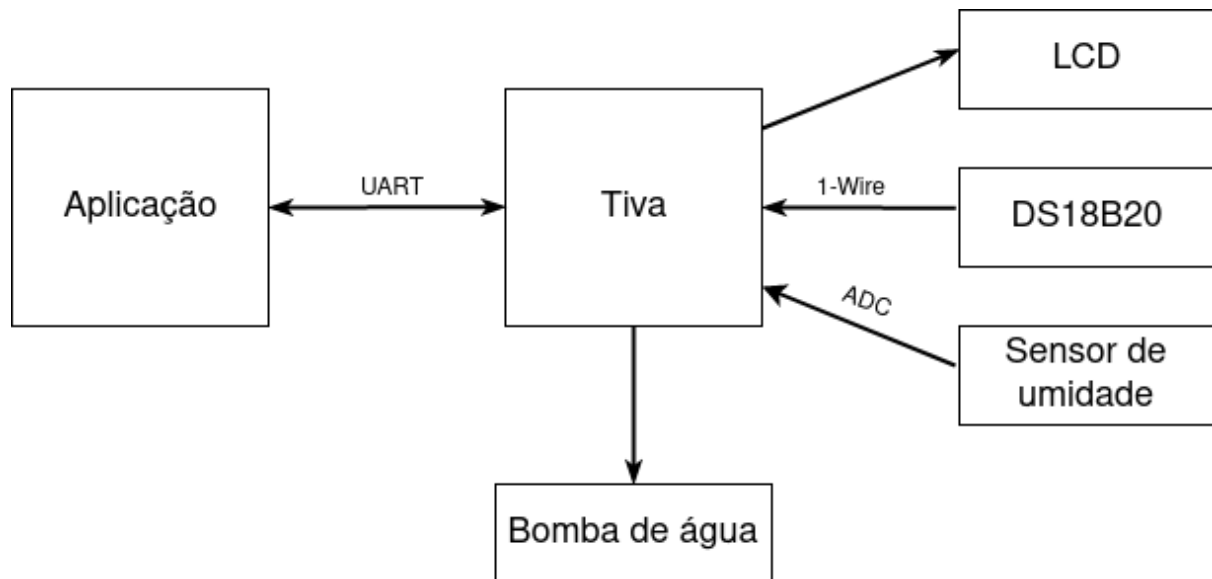 LCD
Aplicação
UART
Tiva
1-Wire
DS18B20
ADC
Sensor de
umidade
Bomba de água